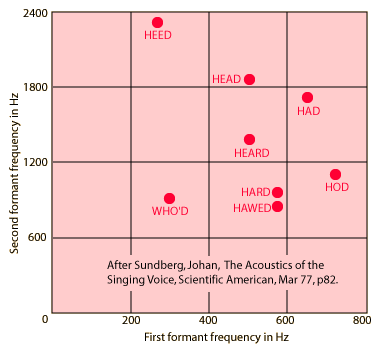 2400
HEED
HEAD
1800
HAD
HEARD
1200
HARD
HOD
HAWED
WHO'D
600
After Sundberg, Johan, The Acoustics of the
Singing Voice, Scientific American, Mar 77, p82.
0
0 200 400 600 800
First formant frequency in Hz
Second formant frequency in Hz